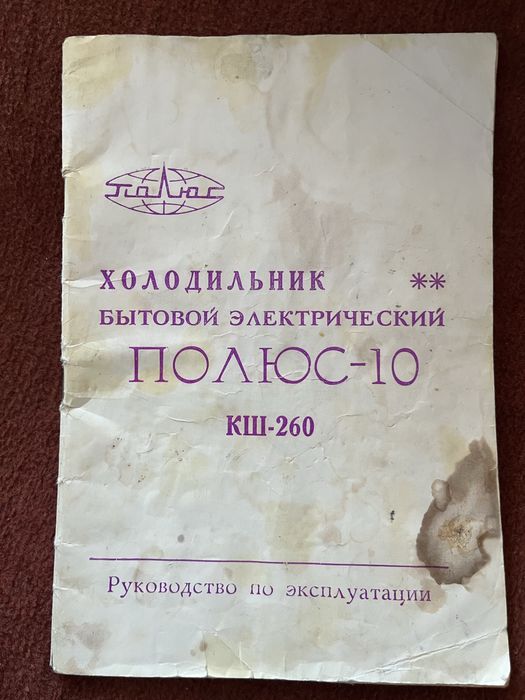 Полюс
ХОЛОДИЛЬНИК **
БЫТОВОЙ ЭЛЕКТРИЧЕСКИЙ
ПОЛЮС-10
КШ-260
Руководство по эксплуатации